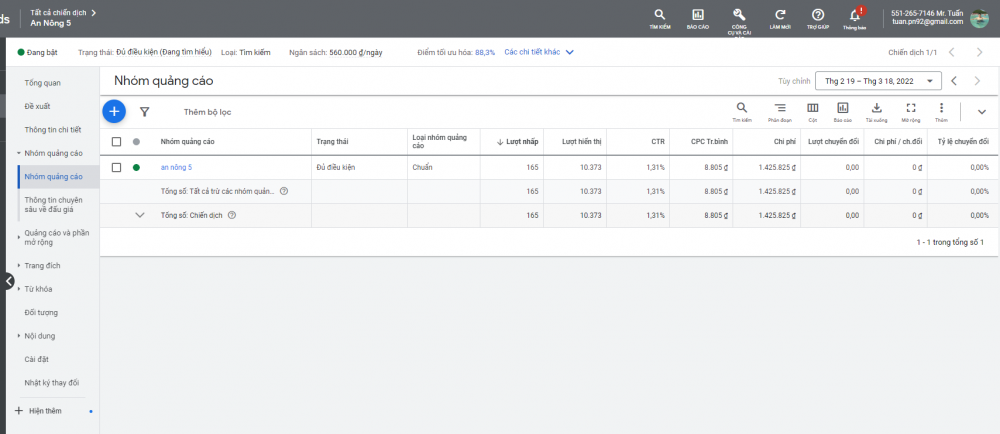 ds
Tất cả chiến dịch
An Nông 5
TÌM KIẾM
BÁO CÁO
CÔNG
CỤ VÀ CÀI
LÀM MỚI
TRỢ GIÚP
Thông báo
551-265-7146 Mr. Tuấn
tuan.pn92@gmail.com
Đang bật
Trạng thái: Đủ điều kiện (Đang tìm hiểu)
Loại: Tìm kiếm
Ngân sách: 560.000 ₫/ngày
Điểm tối ưu hóa: 88,3%
Các chi tiết khác
Chiến dịch 1/1
Tổng quan
Đề xuất
Thông tin chi tiết
Nhóm quảng cáo
Nhóm quảng cáo
Thông tin chuyên
sâu về đấu giá
Quảng cáo và phần
mở rộng
Trang đích
Từ khóa
Đối tượng
Nội dung
Cài đặt
Nhật ký thay đổi
Hiện thêm
Nhóm quảng cáo
Tùy chỉnh
Thg 2 19 – Thg 3 18, 2022
Thêm bộ lọc
Tìm kiếm
Phân đoạn
Cột
Báo cáo
Tải xuống
Mở rộng
Thêm
Nhóm quảng cáo
Trạng thái
Loại nhóm quảng
cáo
Lượt nhấp
Lượt hiển thị
CTR
CPC Tr.bình
Chi phí
Lượt chuyển đổi
Chi phí / ch.đổi
Tỷ lệ chuyển đổi
an nông 5
Đủ điều kiện
Chuẩn
165
10.373
1,31%
8.805 ₫
1.425.825 ₫
0,00
0 ₫
0,00%
Tổng số: Tất cả trừ các nhóm quản...
165
10.373
1,31%
8.805 ₫
1.425.825 ₫
0,00
0 ₫
0,00%
Tổng số: Chiến dịch
165
10.373
1,31%
8.805 ₫
1.425.825 ₫
0,00
0 ₫
0,00%
1 - 1 trong tổng số 1